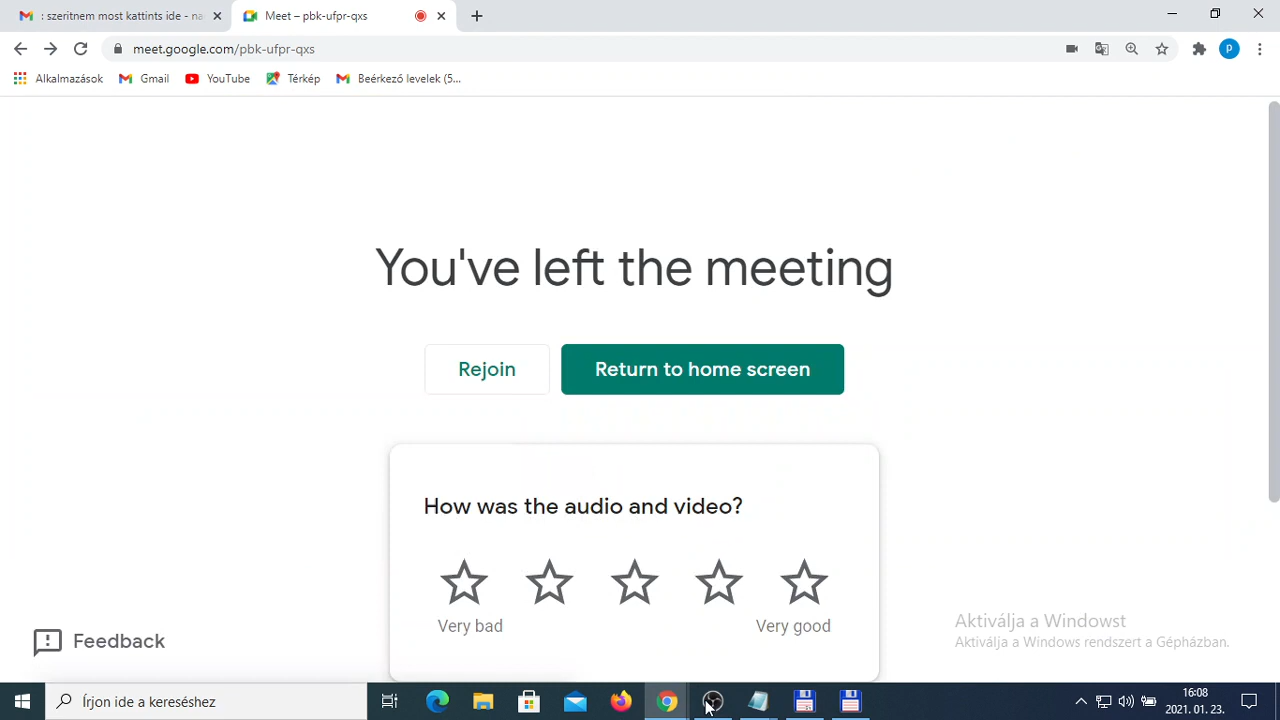 : szeritnem most kattints ide - na
Meet – pbk-ufpr-qxs
meet.google.com/pbk-ufpr-qxs
P
Alkalmazások
Gmail
YouTube
Térkép
Beérkező levelek (5...
You've left the meeting
Rejoin
Return to home screen
How was the audio and video?
Very bad
Very good
Feedback
Aktiválja a Windowst
Aktiválja a Windows rendszert a Gépházban.
Írjon ide a kereséshez
16:08
2021. 01. 23.